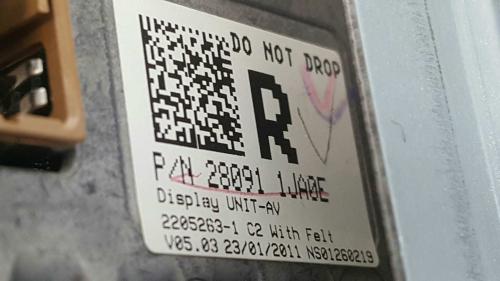 DO NOT DROP
R
P/N 28091 1JA0E
Display UNIT-AV
2205263-1 C2 With Felt
V05.03 23/01/2011 NS01260219